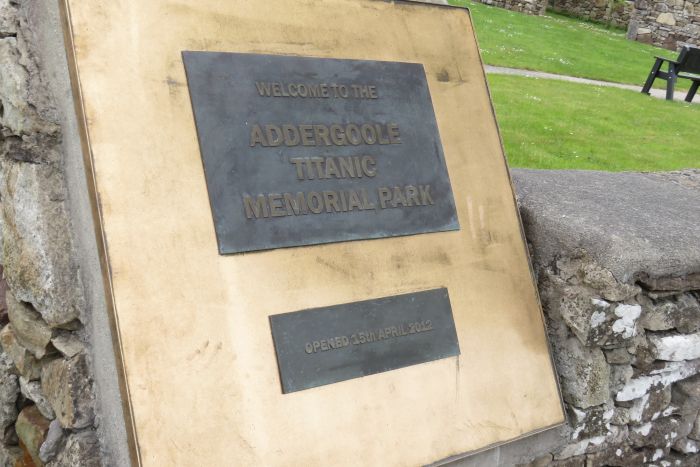 WELCOME TO THE
ADDERGOOLE
TITANIC
MEMORIAL PARK
OPENED 15th APRIL 2012